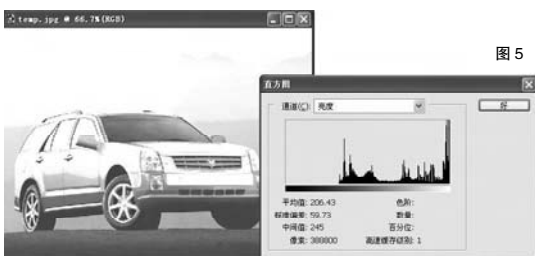 temp.jpg @ 66.7%(RGB)
图 5
直方图
通道(C): 亮度
好
平均值: 206.43
色阶:
标准偏差: 59.73
数量:
中间值: 245
百分位:
像素: 388800
高速缓存级别: 1